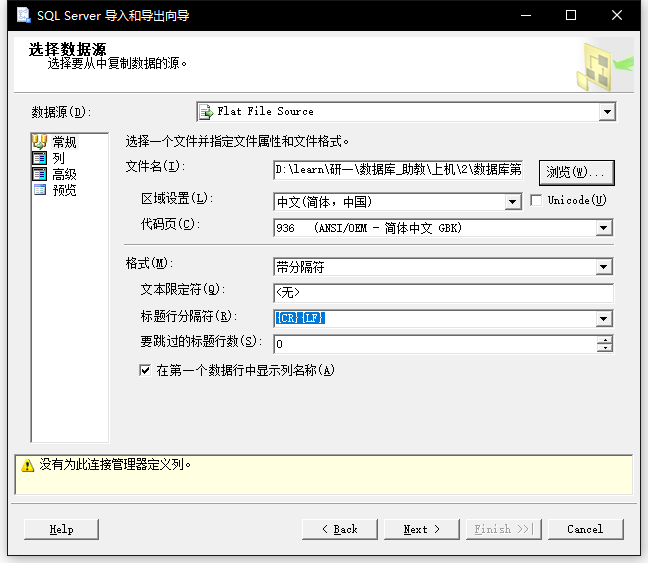 SQL Server 导入和导出向导
选择数据源
选择要从中复制数据的源。
数据源(D): Flat File Source
常规
列
高级
预览
选择一个文件并指定文件属性和文件格式。
文件名(I): D:\learn\研一\数据库_助教\上机\2\数据库第 浏览(W)...
区域设置(L): 中文(简体，中国) Unicode(U)
代码页(C): 936 (ANSI/OEM - 简体中文 GBK)
格式(M): 带分隔符
文本限定符(Q): <无>
标题行分隔符(R): {CR}{LF}
要跳过的标题行数(S): 0
在第一个数据行中显示列名称(A)
没有为此连接管理器定义列。
Help < Back Next > Finish >>| Cancel